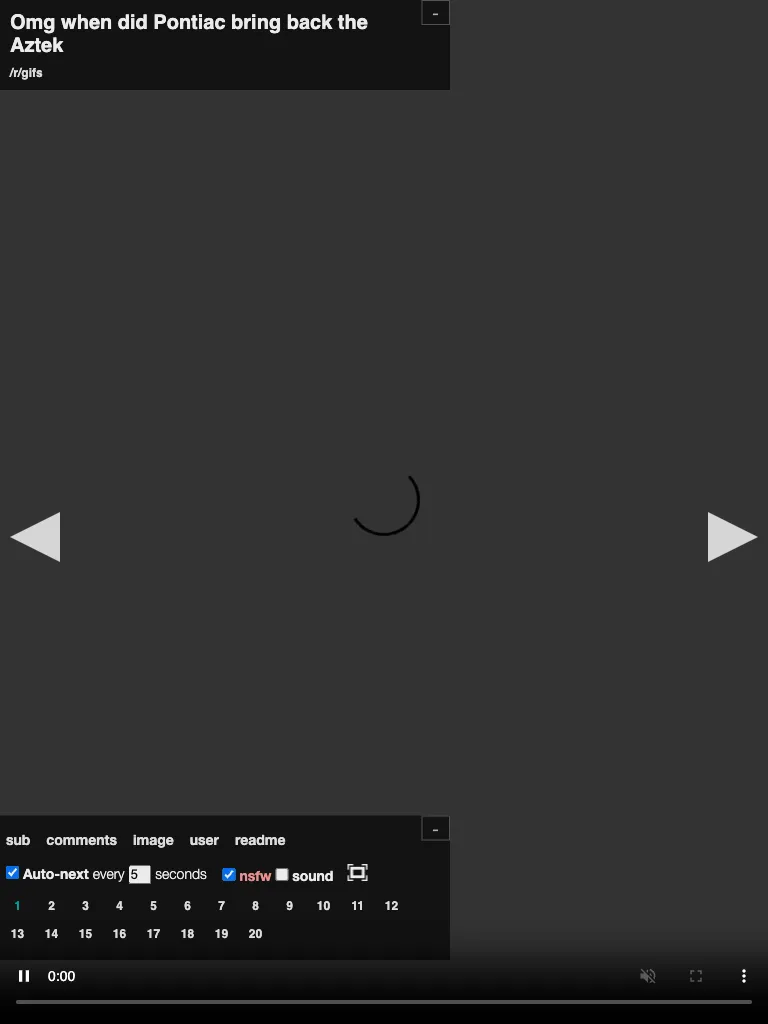 Omg when did Pontiac bring back the
Aztek
/r/gifs
-
sub comments image user readme
-
Auto-next every 5 seconds nsfw sound
1 2 3 4 5 6 7 8 9 10 11 12
13 14 15 16 17 18 19 20
0:00